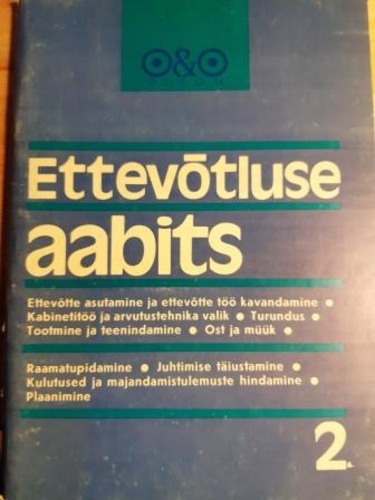 O&O
Ettevõtluse
aabits
Ettevõtte asutamine ja ettevõtte töö kavandamine ●
Kabinetitöö ja arvutustehnika valik ● Turundus ●
Tootmine ja teenindamine ● Ost ja müük ●
Raamatupidamine ● Juhtimise täiustamine ●
Kulutused ja majandamistulemuste hindamine ●
Plaanimine
2